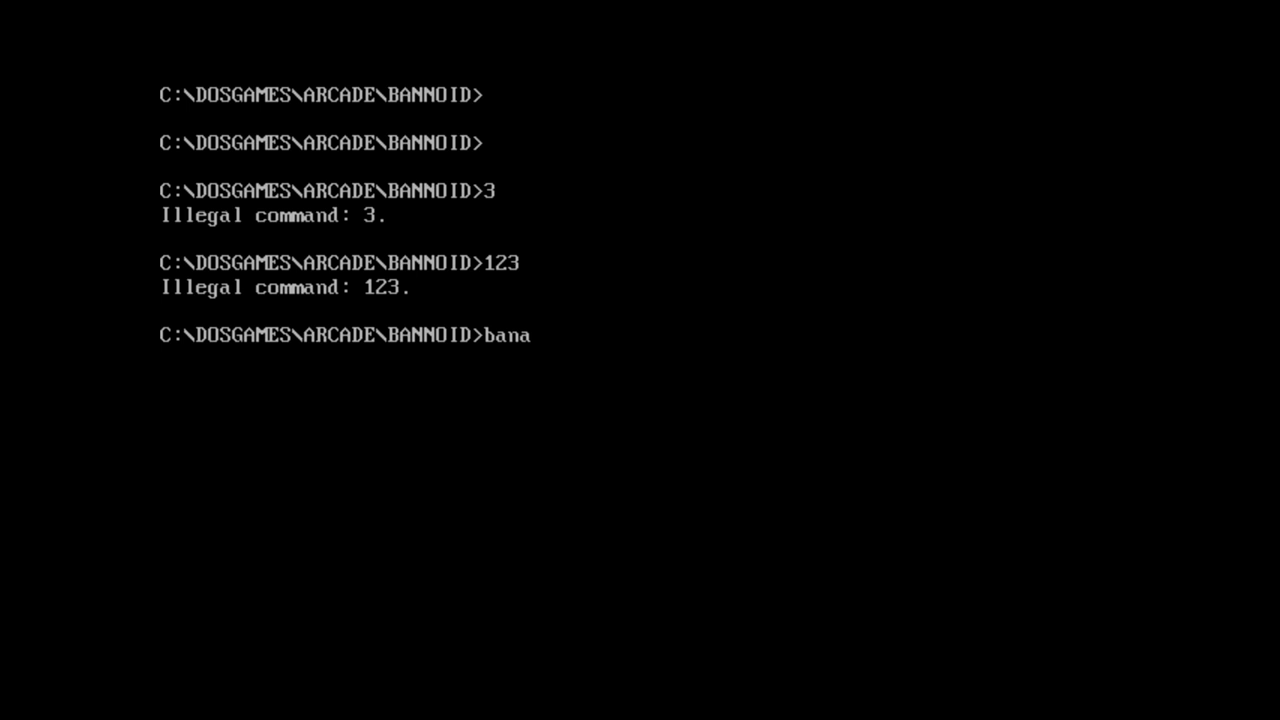 C:\DOSGAMES\ARCADE\BANNOID>
C:\DOSGAMES\ARCADE\BANNOID>
C:\DOSGAMES\ARCADE\BANNOID>3
Illegal command: 3.
C:\DOSGAMES\ARCADE\BANNOID>123
Illegal command: 123.
C:\DOSGAMES\ARCADE\BANNOID>bana